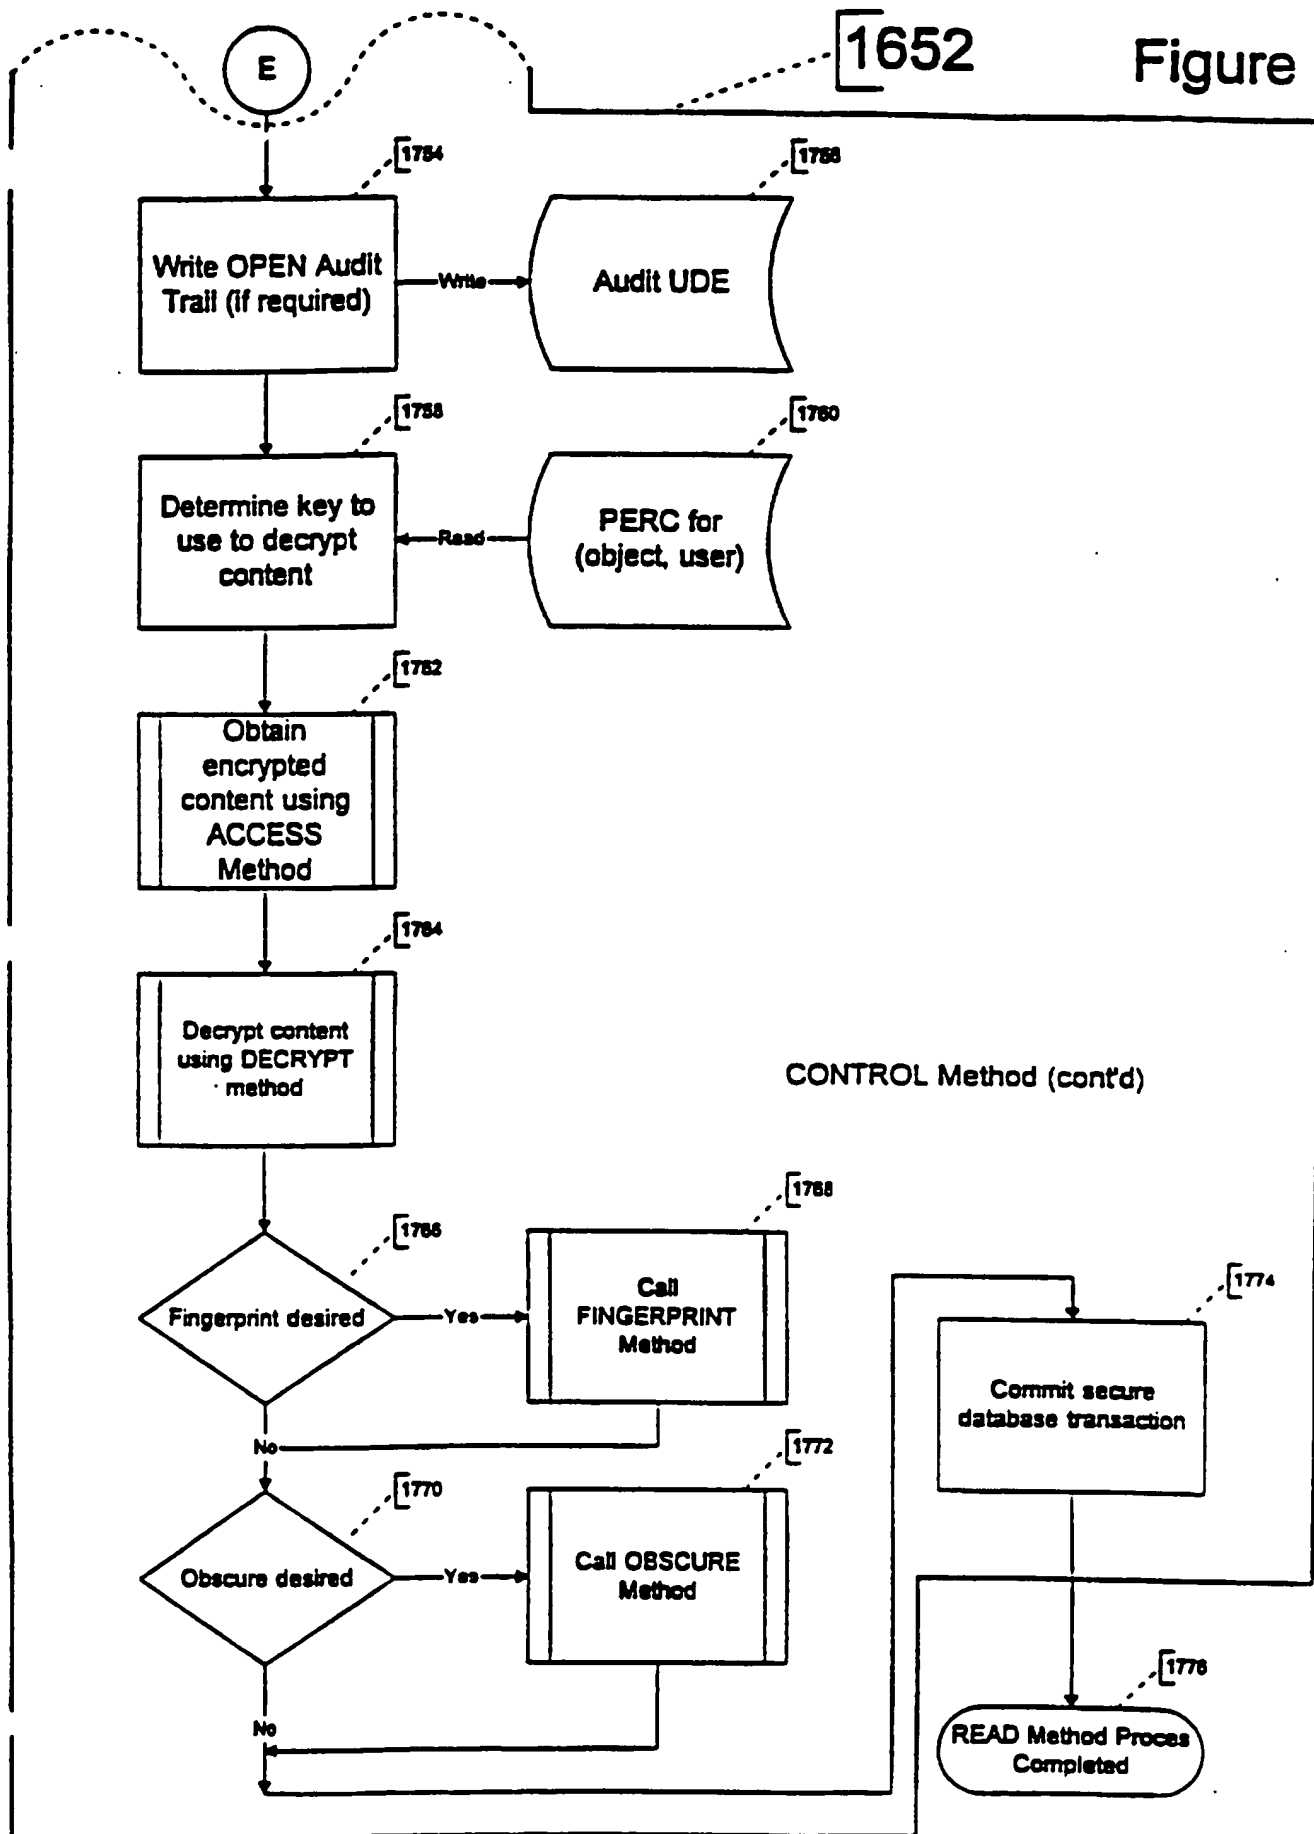 E
1652
Figure
1754
Write OPEN Audit
Trail (if required)
Write
1756
Audit UDE
1758
Determine key to
use to decrypt
content
Read
1760
PERC for
(object, user)
1762
Obtain
encrypted
content using
ACCESS
Method
1764
Decrypt content
using DECRYPT
method
CONTROL Method (cont'd)
1766
Fingerprint desired
Yes
1768
Call
FINGERPRINT
Method
No
1774
Commit secure
database transaction
1770
Obscure desired
Yes
1772
Call OBSCURE
Method
No
1776
READ Method Proces
Completed